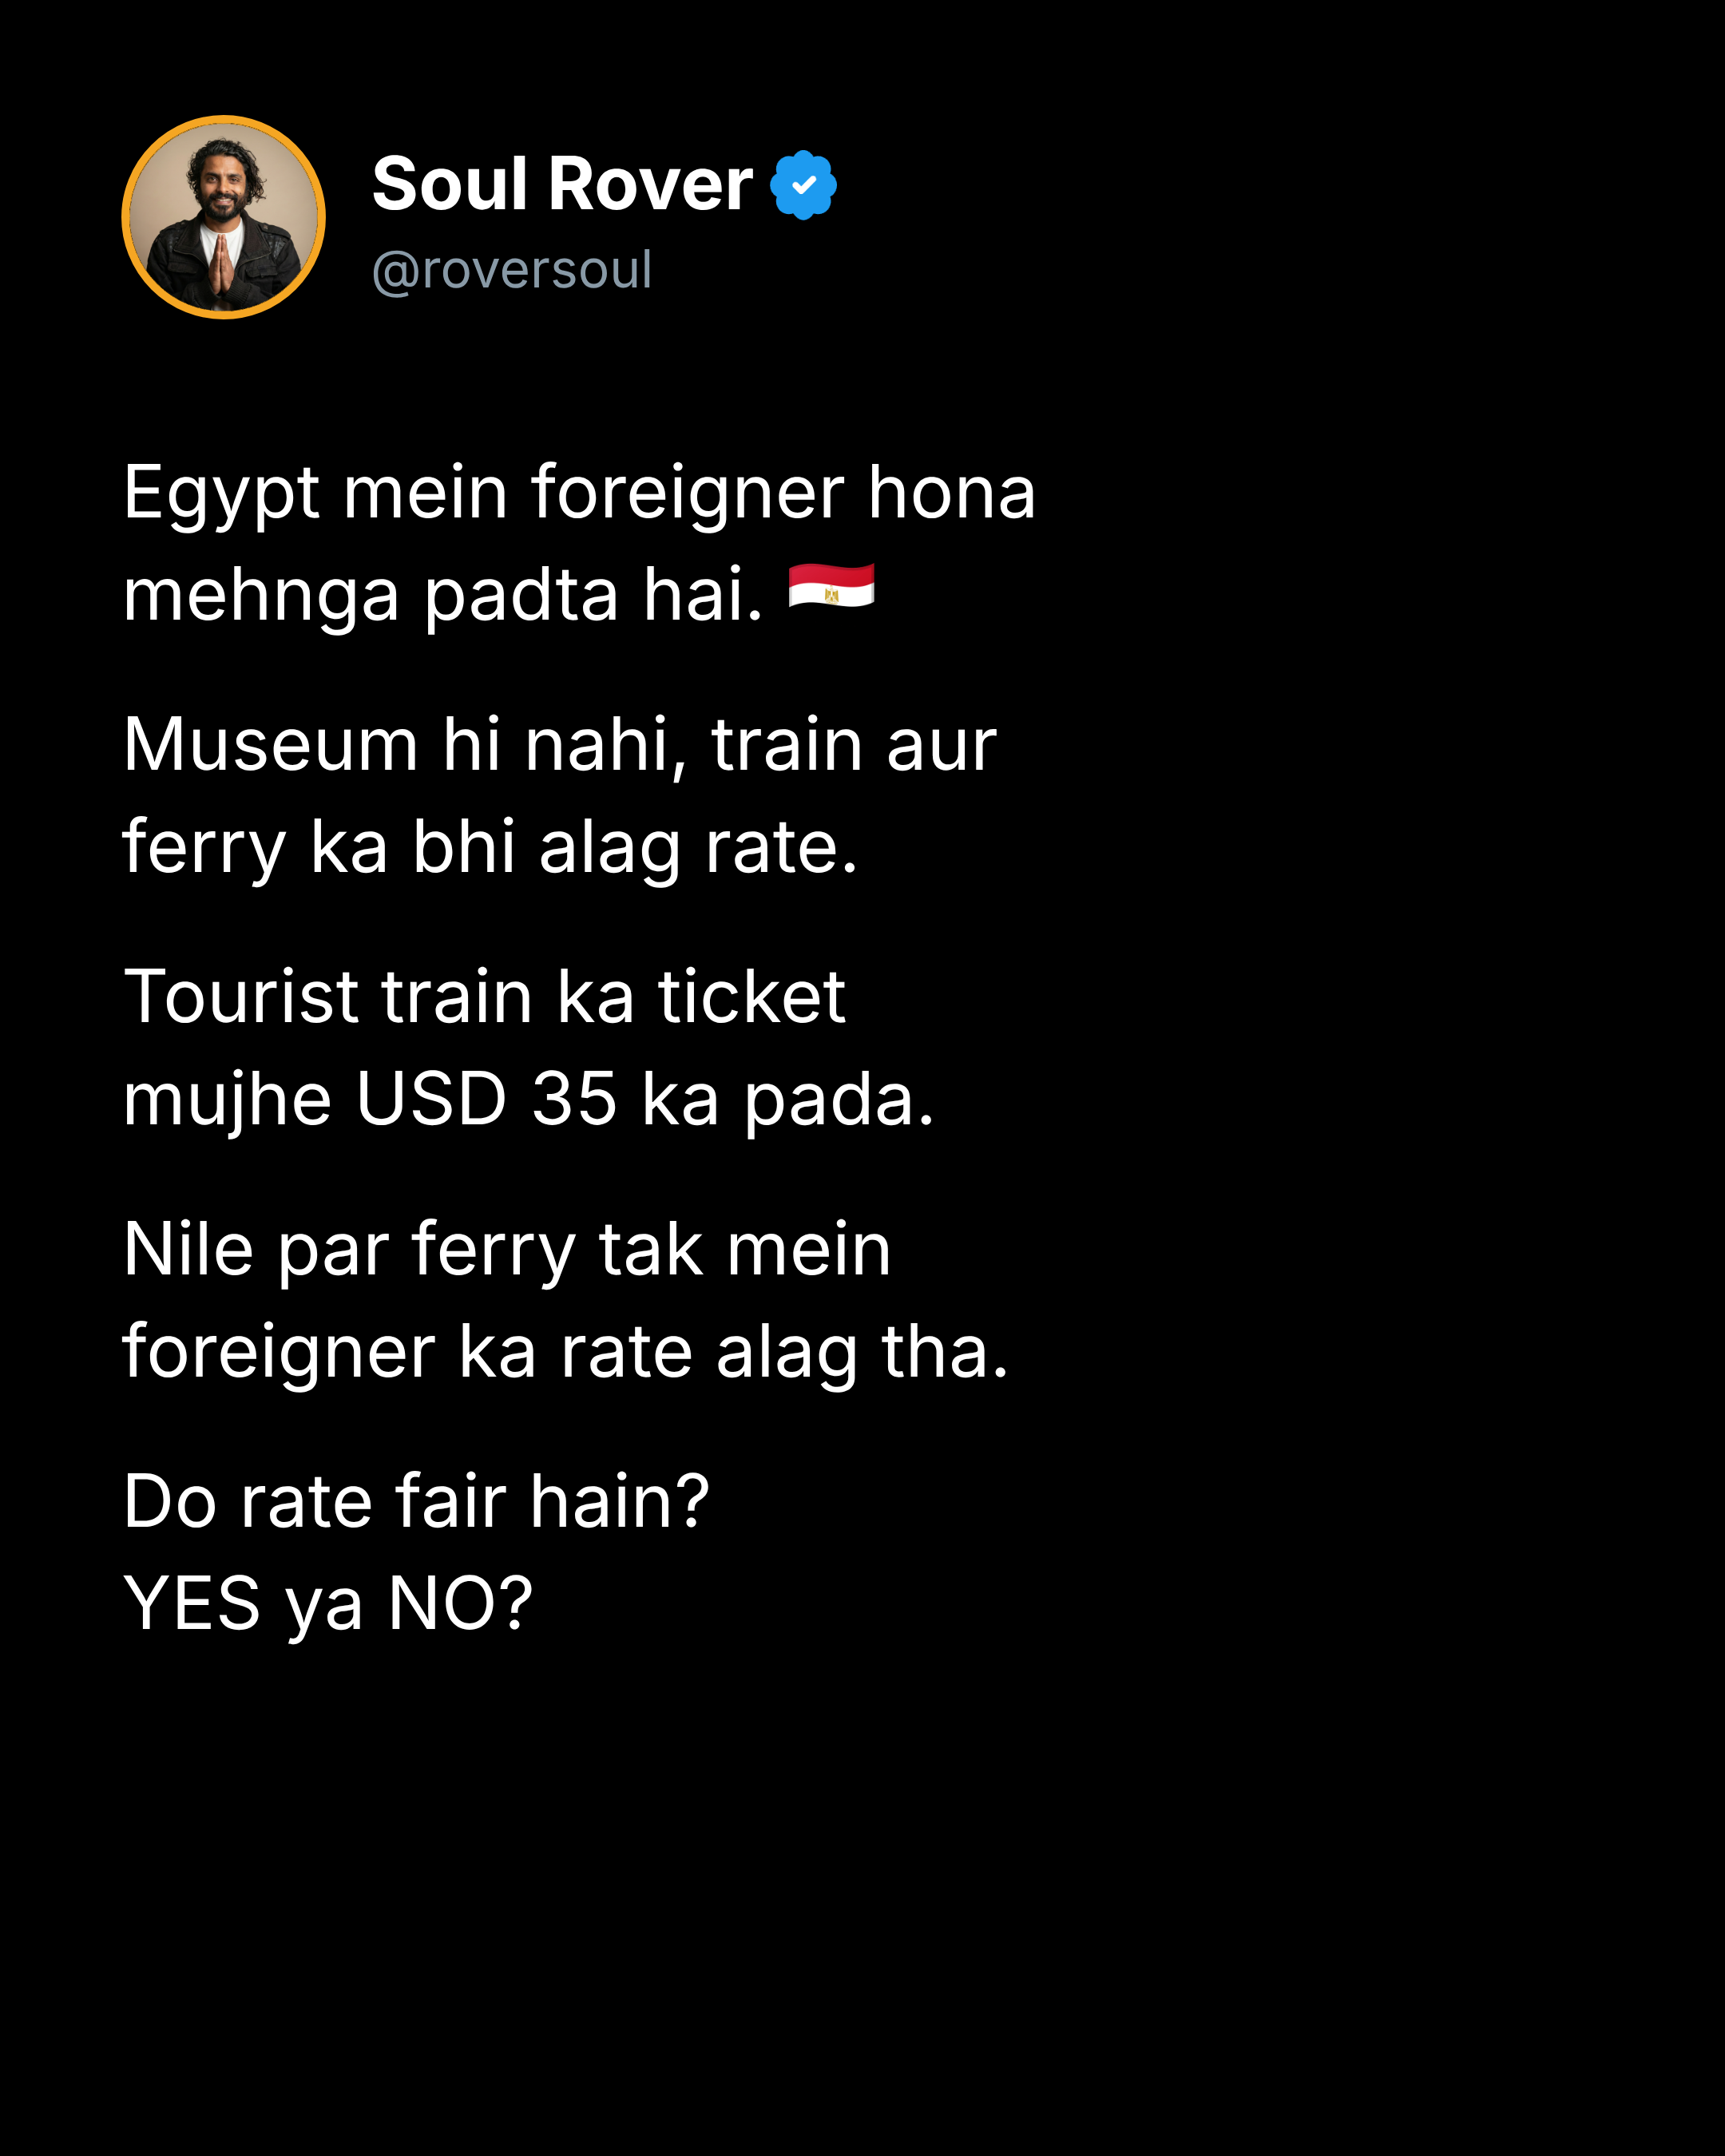 Soul Rover
@roversoul
Egypt mein foreigner hona
mehnga padta hai. 🇪🇬
Museum hi nahi, train aur
ferry ka bhi alag rate.
Tourist train ka ticket
mujhe USD 35 ka pada.
Nile par ferry tak mein
foreigner ka rate alag tha.
Do rate fair hain?
YES ya NO?